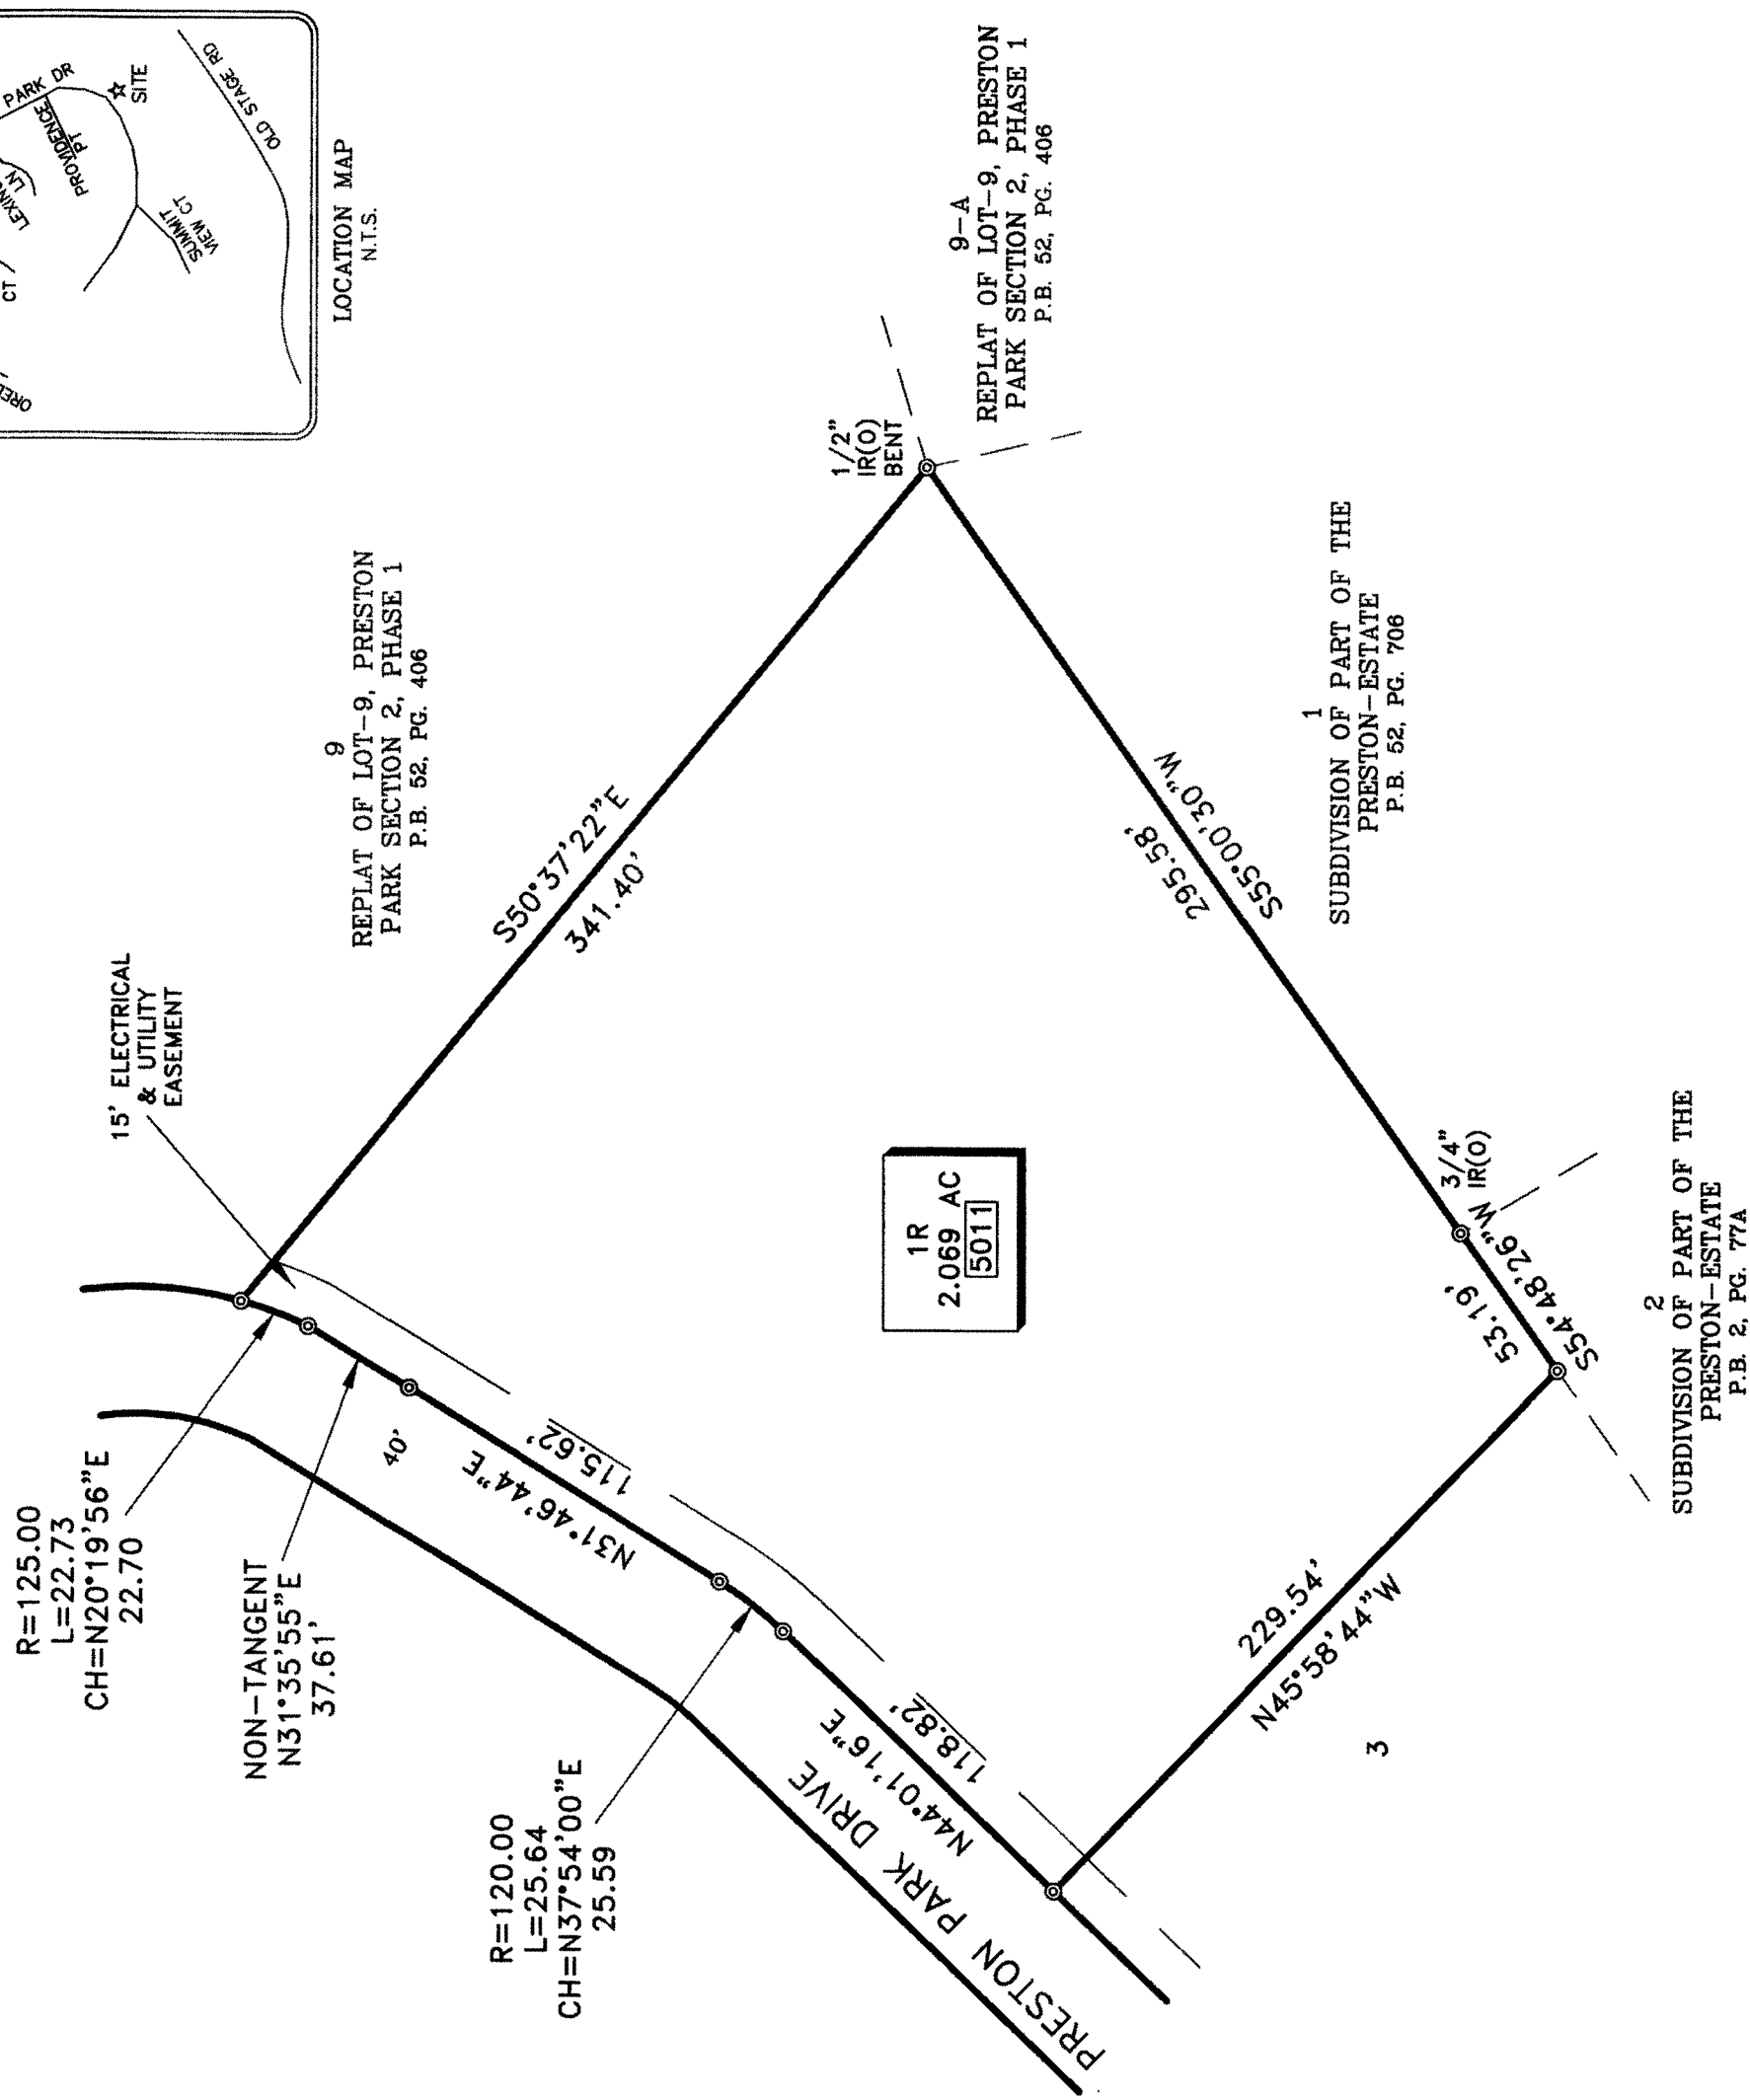 PARK DR
PROVIDENCE
PT
LN
SITE
OLD STAGE RD
SUMMIT
VIEW CT
CT
LOCATION MAP
N.T.S.
9-A
REPLAT OF LOT-9, PRESTON
PARK SECTION 2, PHASE 1
P.B. 52, PG. 406
1/2"
IR(O)
BENT
9
REPLAT OF LOT-9, PRESTON
PARK SECTION 2, PHASE 1
P.B. 52, PG. 406
S50°37'22"E
341.40'
15' ELECTRICAL
& UTILITY
EASEMENT
295.58'
S55°00'30"W
1
SUBDIVISION OF PART OF THE
PRESTON-ESTATE
P.B. 52, PG. 706
1R
2.069 AC
5011
3/4"
IR(O)
53.19'
S54°48'26"W
2
SUBDIVISION OF PART OF THE
PRESTON-ESTATE
P.B. 2, PG. 77A
R=125.00
L=22.73
CH=N20°19'56"E
22.70
NON-TANGENT
N31°35'55"E
37.61'
40'
115.62'
N31°46'44"E
R=120.00
L=25.64
CH=N37°54'00"E
25.59
118.82'
N44°01'16"E
PRESTON PARK DRIVE
229.54'
N45°58'44"W
3